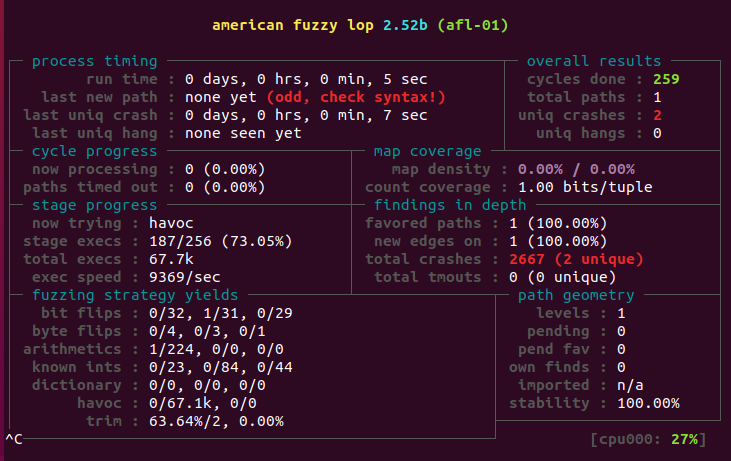 american fuzzy lop 2.52b (afl-01)
process timing overall results
run time : 0 days, 0 hrs, 0 min, 5 sec cycles done : 259
last new path : none yet (odd, check syntax!) total paths : 1
last uniq crash : 0 days, 0 hrs, 0 min, 7 sec uniq crashes : 2
last uniq hang : none seen yet uniq hangs : 0
cycle progress map coverage
now processing : 0 (0.00%) map density : 0.00% / 0.00%
paths timed out : 0 (0.00%) count coverage : 1.00 bits/tuple
stage progress findings in depth
now trying : havoc favored paths : 1 (100.00%)
stage execs : 187/256 (73.05%) new edges on : 1 (100.00%)
total execs : 67.7k total crashes : 2667 (2 unique)
exec speed : 9369/sec total tmouts : 0 (0 unique)
fuzzing strategy yields path geometry
bit flips : 0/32, 1/31, 0/29 levels : 1
byte flips : 0/4, 0/3, 0/1 pending : 0
arithmetics : 1/224, 0/0, 0/0 pend fav : 0
known ints : 0/23, 0/84, 0/44 own finds : 0
dictionary : 0/0, 0/0, 0/0 imported : n/a
havoc : 0/67.1k, 0/0 stability : 100.00%
trim : 63.64%/2, 0.00%
^C [cpu000: 27%]